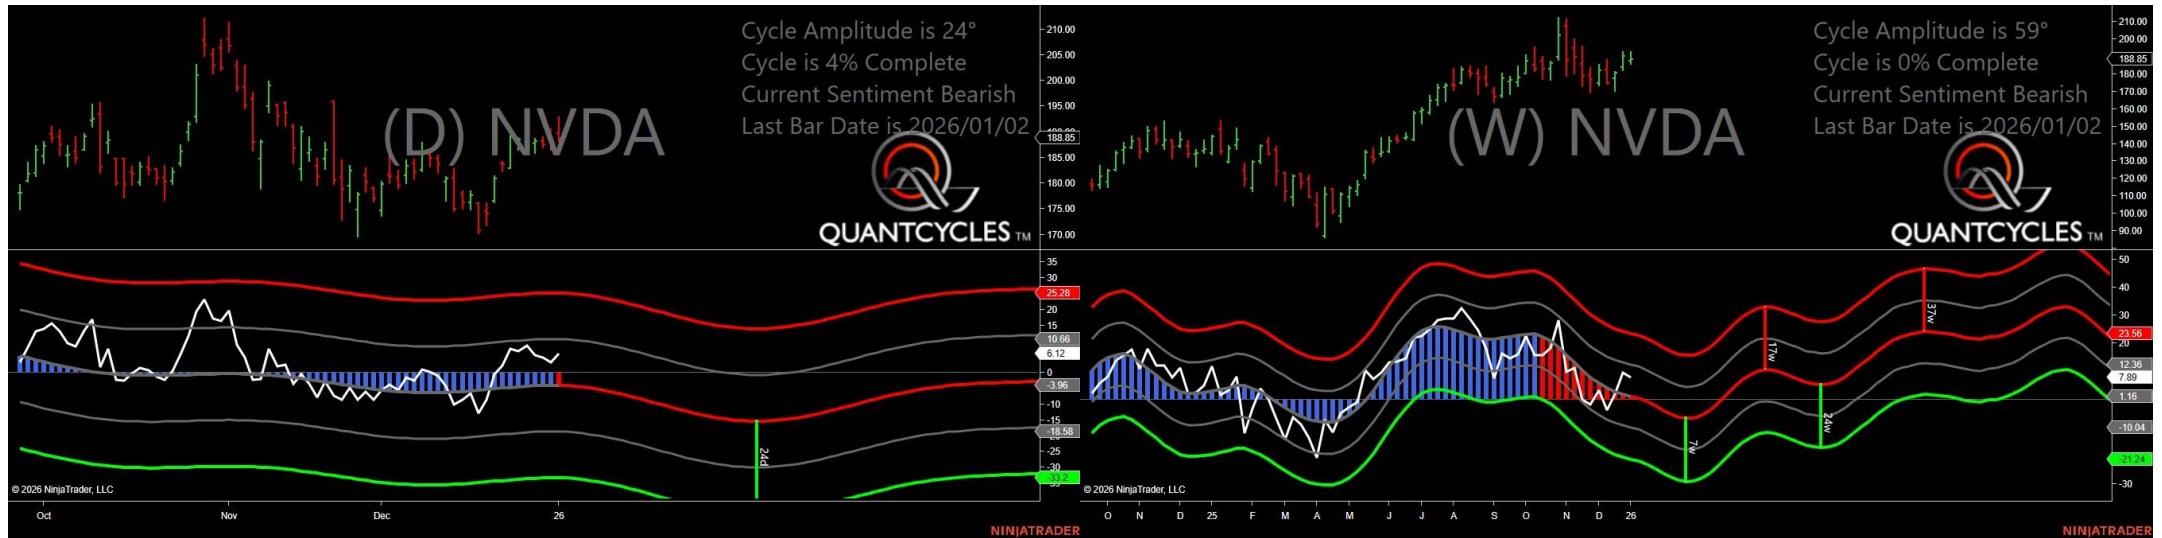 Cycle Amplitude is 24°
Cycle is 4% Complete
Current Sentiment Bearish
Last Bar Date is 2026/01/02
(D) NVDA
QUANTCYCLES TM
210.00
205.00
200.00
195.00
188.85
185.00
180.00
175.00
170.00
35
30
25.28
20
15
10.66
6.12
0
-3.96
-10
-15
-18.58
-25
-30
-33.2
24d
© 2026 NinjaTrader, LLC
Oct
Nov
Dec
26
NINJATRADER
Cycle Amplitude is 59°
Cycle is 0% Complete
Current Sentiment Bearish
Last Bar Date is 2026/01/02
(W) NVDA
QUANTCYCLES TM
210.00
200.00
188.85
180.00
170.00
160.00
150.00
140.00
130.00
120.00
110.00
100.00
90.00
50
40
30
23.56
20
12.36
7.89
1.16
-10.04
-21.24
-30
7w
17w
24w
37w
© 2026 NinjaTrader, LLC
O N D 25 F M A M J J A S O N D 26
NINJATRADER